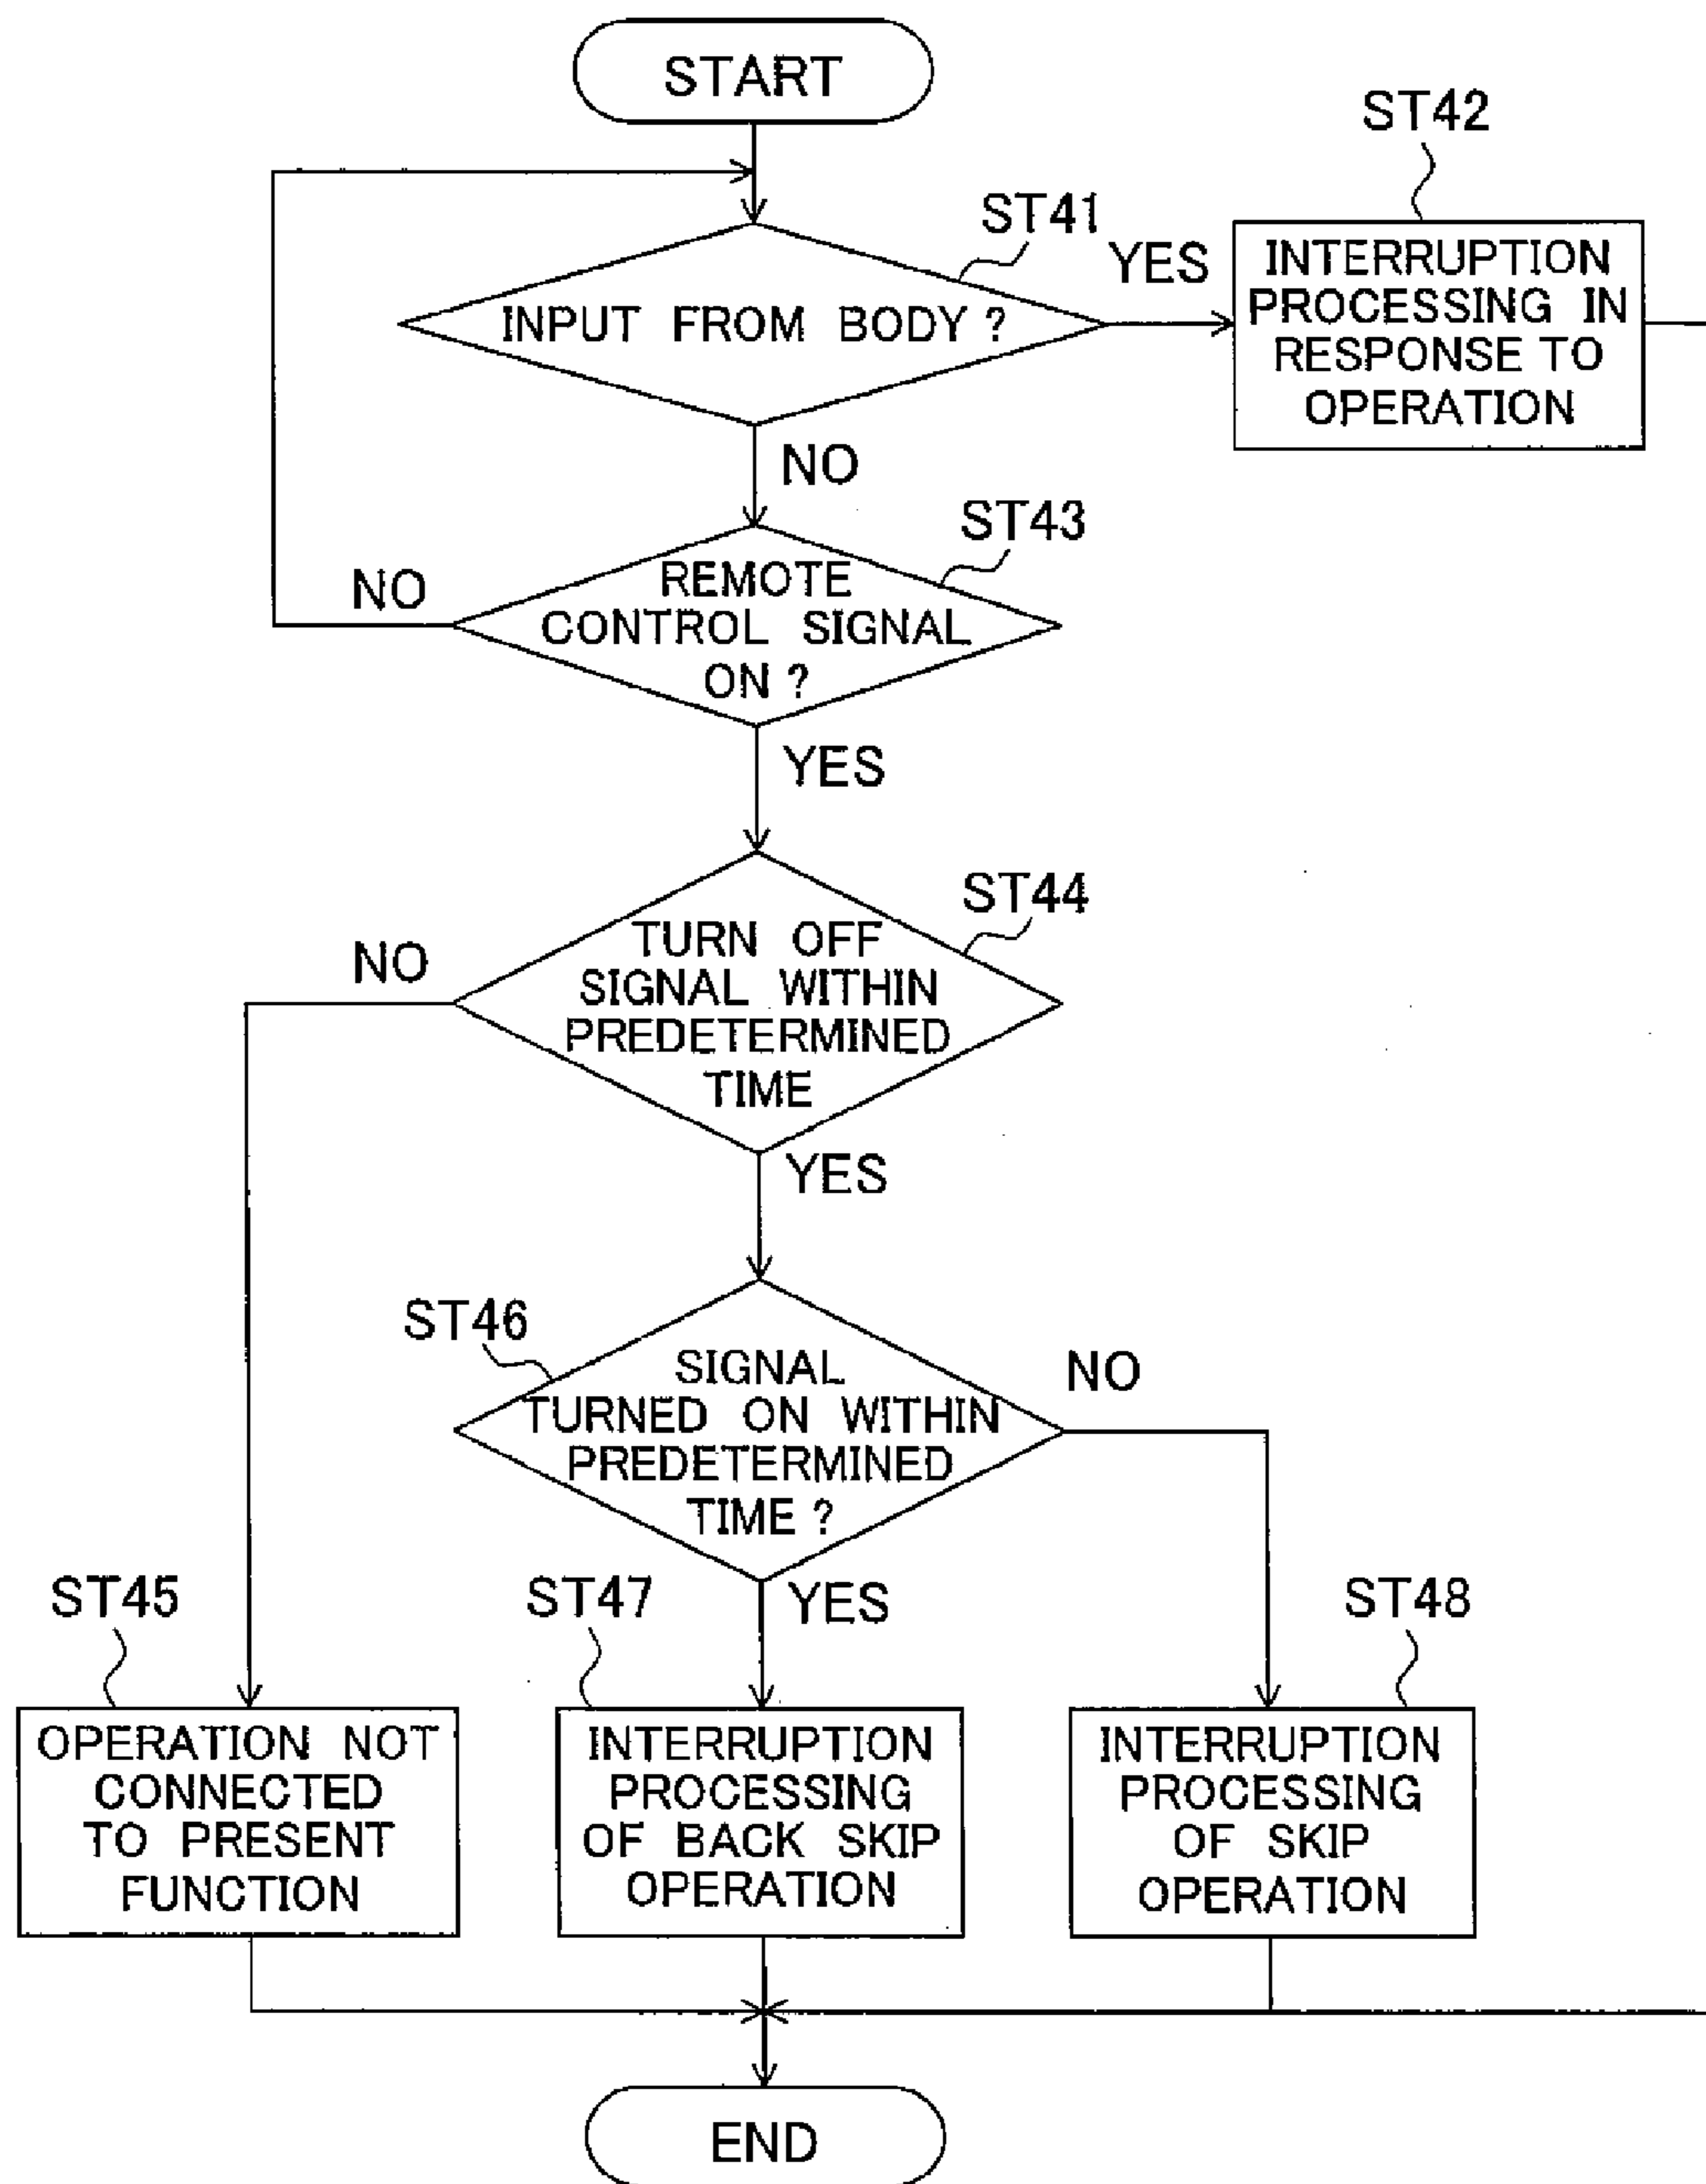 START
ST42
ST41
YES
INTERRUPTION
PROCESSING IN
RESPONSE TO
OPERATION
INPUT FROM BODY ?
NO
ST43
NO
REMOTE
CONTROL SIGNAL
ON ?
YES
ST44
NO
TURN OFF
SIGNAL WITHIN
PREDETERMINED
TIME
YES
ST46
SIGNAL
TURNED ON WITHIN
PREDETERMINED
TIME ?
NO
ST45
ST47
YES
ST48
OPERATION NOT
CONNECTED
TO PRESENT
FUNCTION
INTERRUPTION
PROCESSING
OF BACK SKIP
OPERATION
INTERRUPTION
PROCESSING
OF SKIP
OPERATION
END